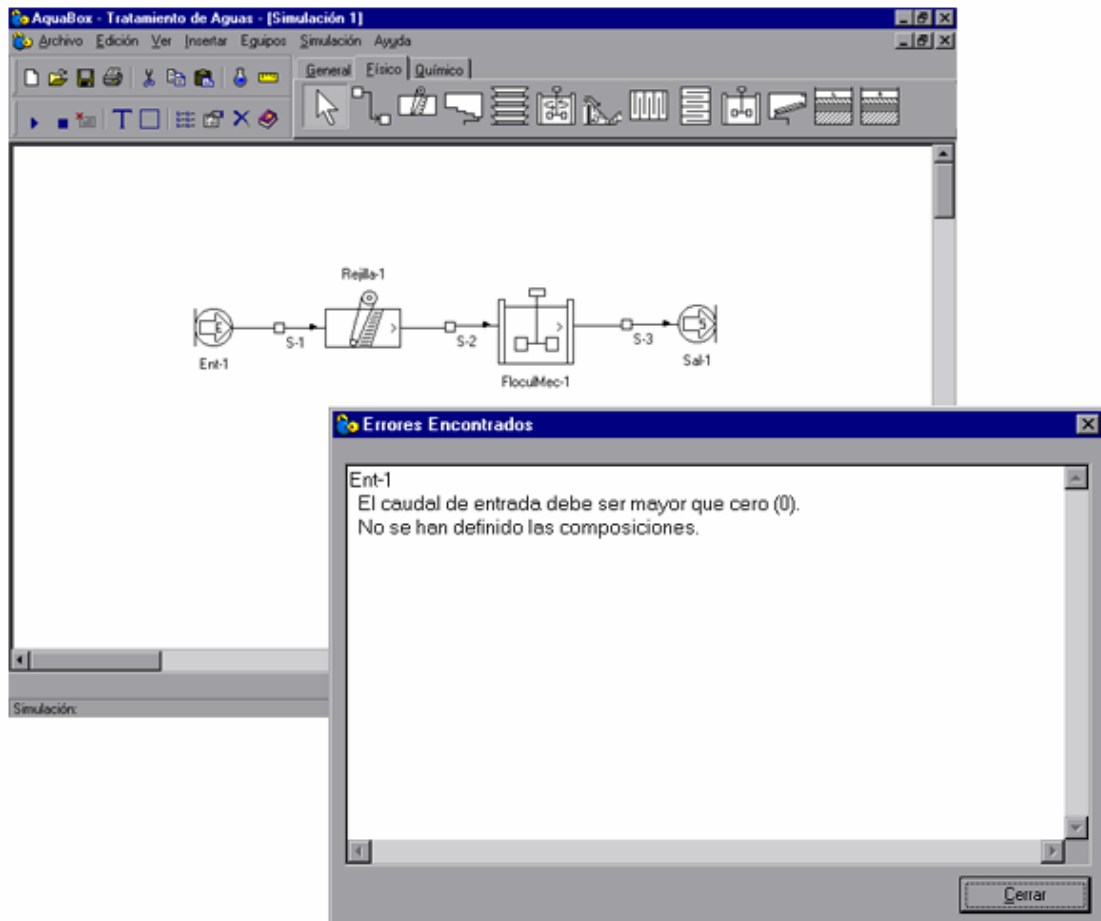 AquaBox - Tratamiento de Aguas - [Simulación 1]
Archivo Edición Ver Insertar Equipos Simulación Ayuda
General Físico Químico
Rejilla-1
E
S-1
S-2
S-3
S
Ent-1
Sal-1
FloculMec-1
Simulación:
Errores Encontrados
Ent-1
El caudal de entrada debe ser mayor que cero (0).
No se han definido las composiciones.
Cerrar